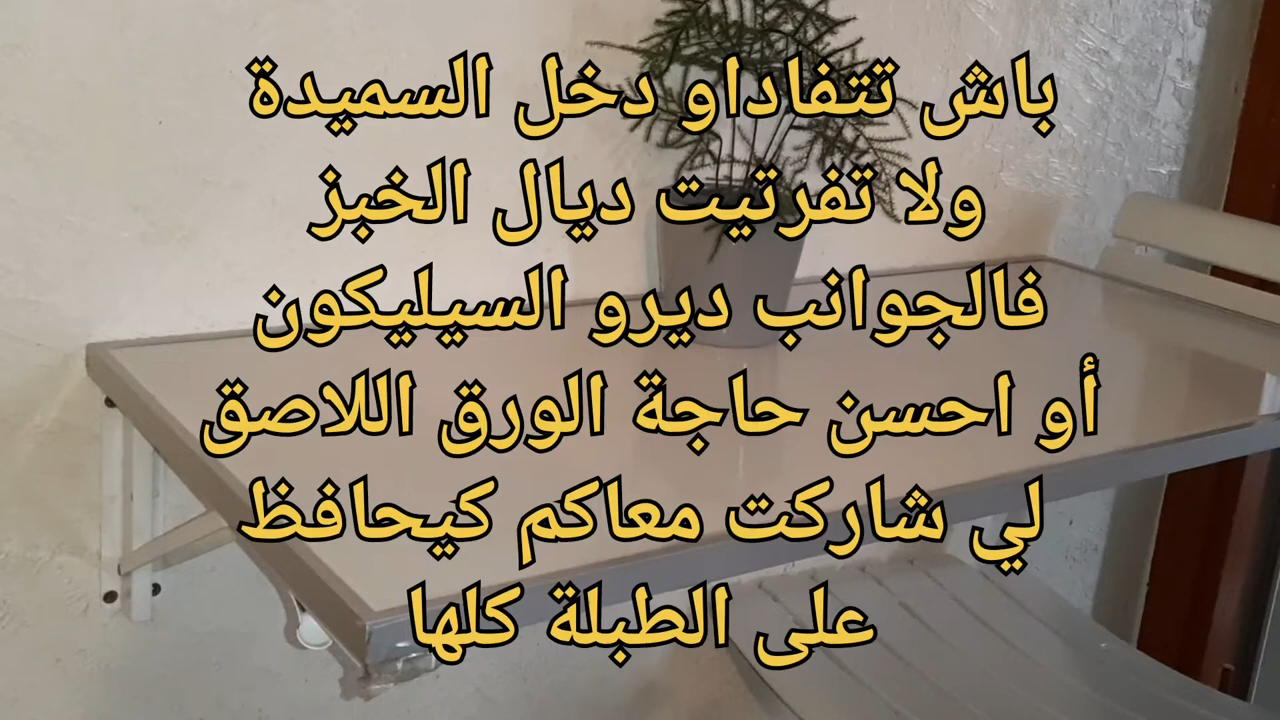 باش تتفاداو دخل السميدة
ولا تفرتيت ديال الخبز
فالجوانب ديرو السيليكون
أو احسن حاجة الورق اللاصق
لي شاركت معاكم كيحافظ
على الطبلة كلها